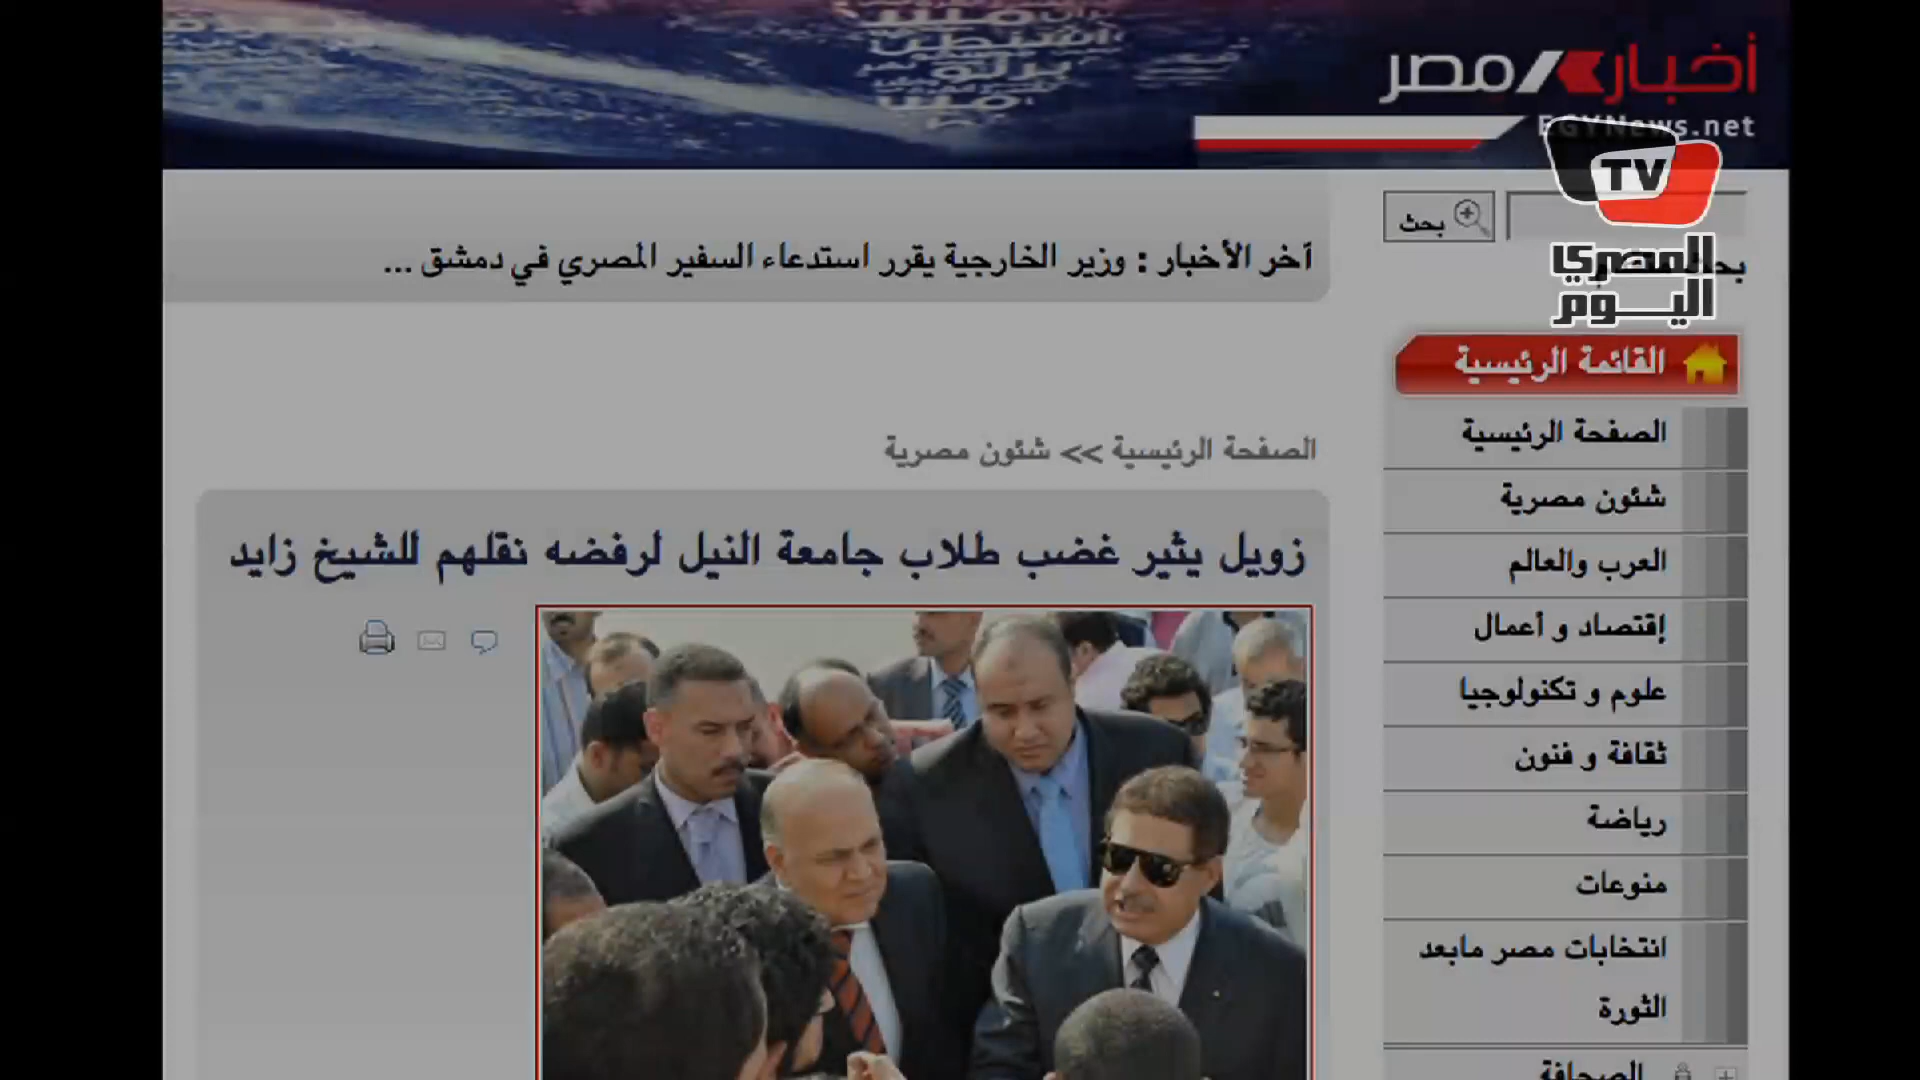 أخبار مصر
EGYNews.net
TV
المصري
اليوم
بحث
آخر الأخبار : وزير الخارجية يقرر استدعاء السفير المصري في دمشق ...
القائمة الرئيسية
الصفحة الرئيسية
شئون مصرية
العرب والعالم
إقتصاد و أعمال
علوم و تكنولوجيا
ثقافة و فنون
رياضة
منوعات
انتخابات مصر مابعد
الثورة
الصحافة
الصفحة الرئيسية >> شئون مصرية
زويل يثير غضب طلاب جامعة النيل لرفضه نقلهم للشيخ زايد